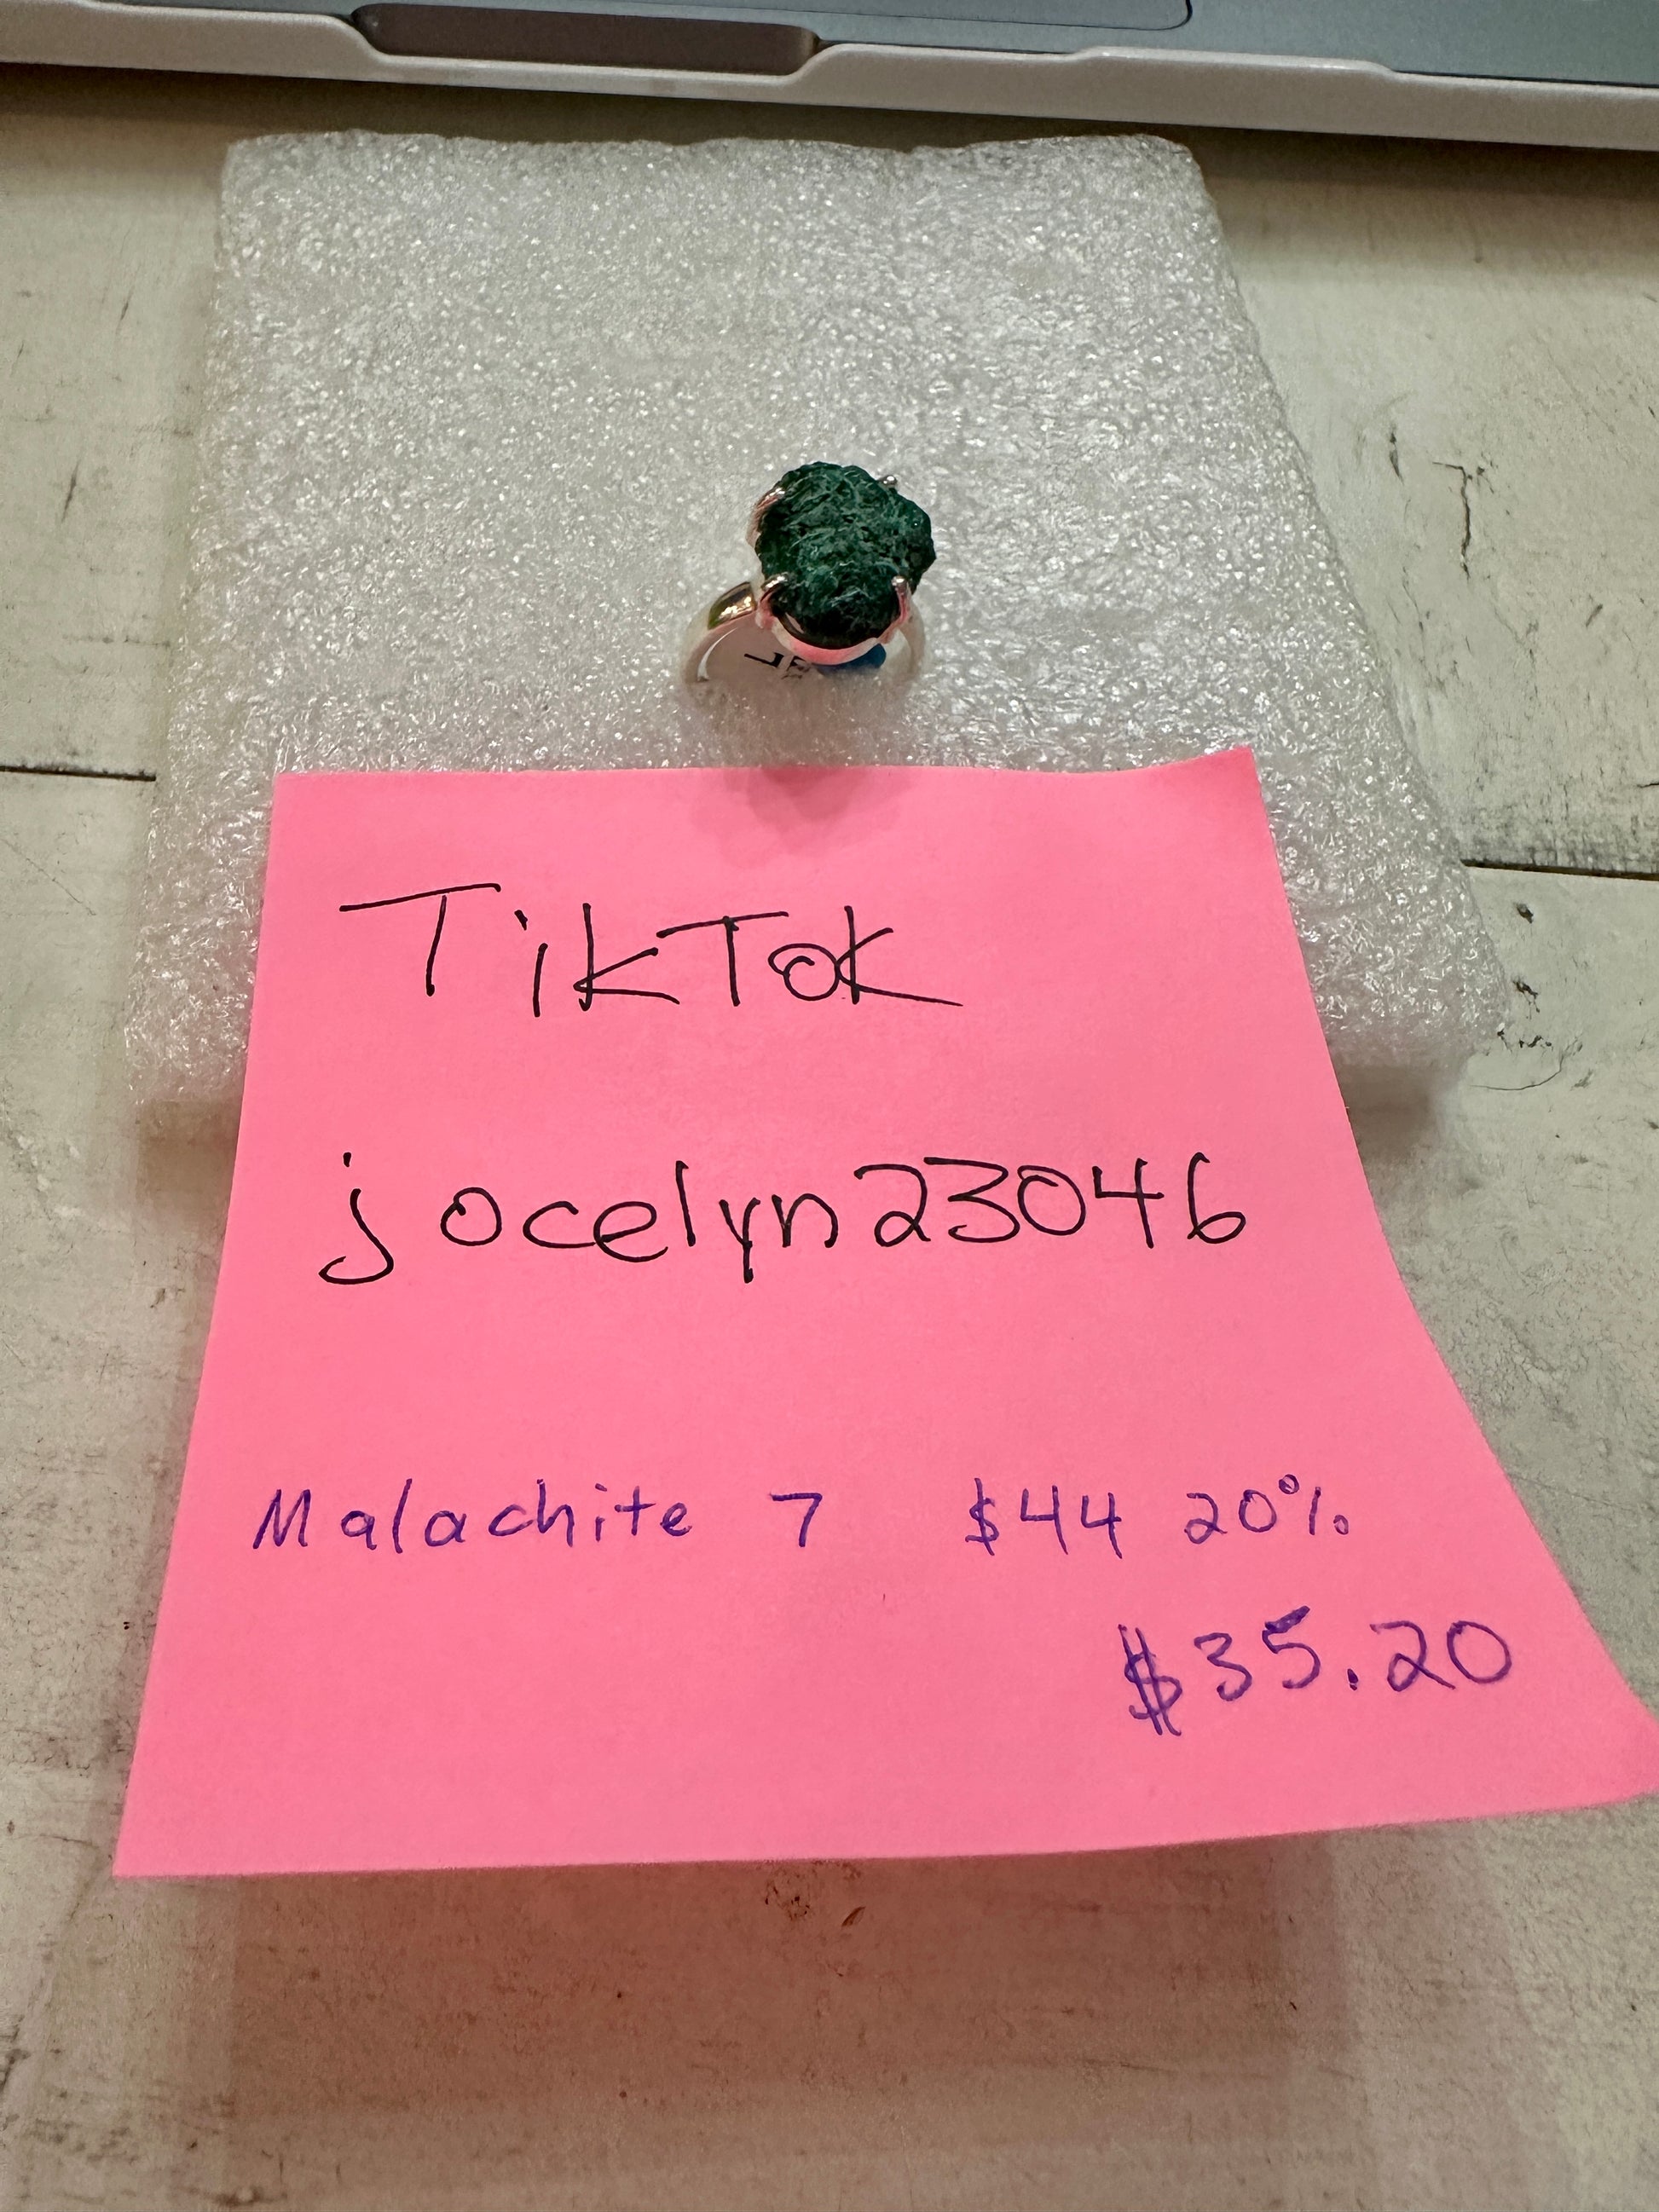 TikTok
jocelyn23046
Malachite 7 $44 20%
$35.20